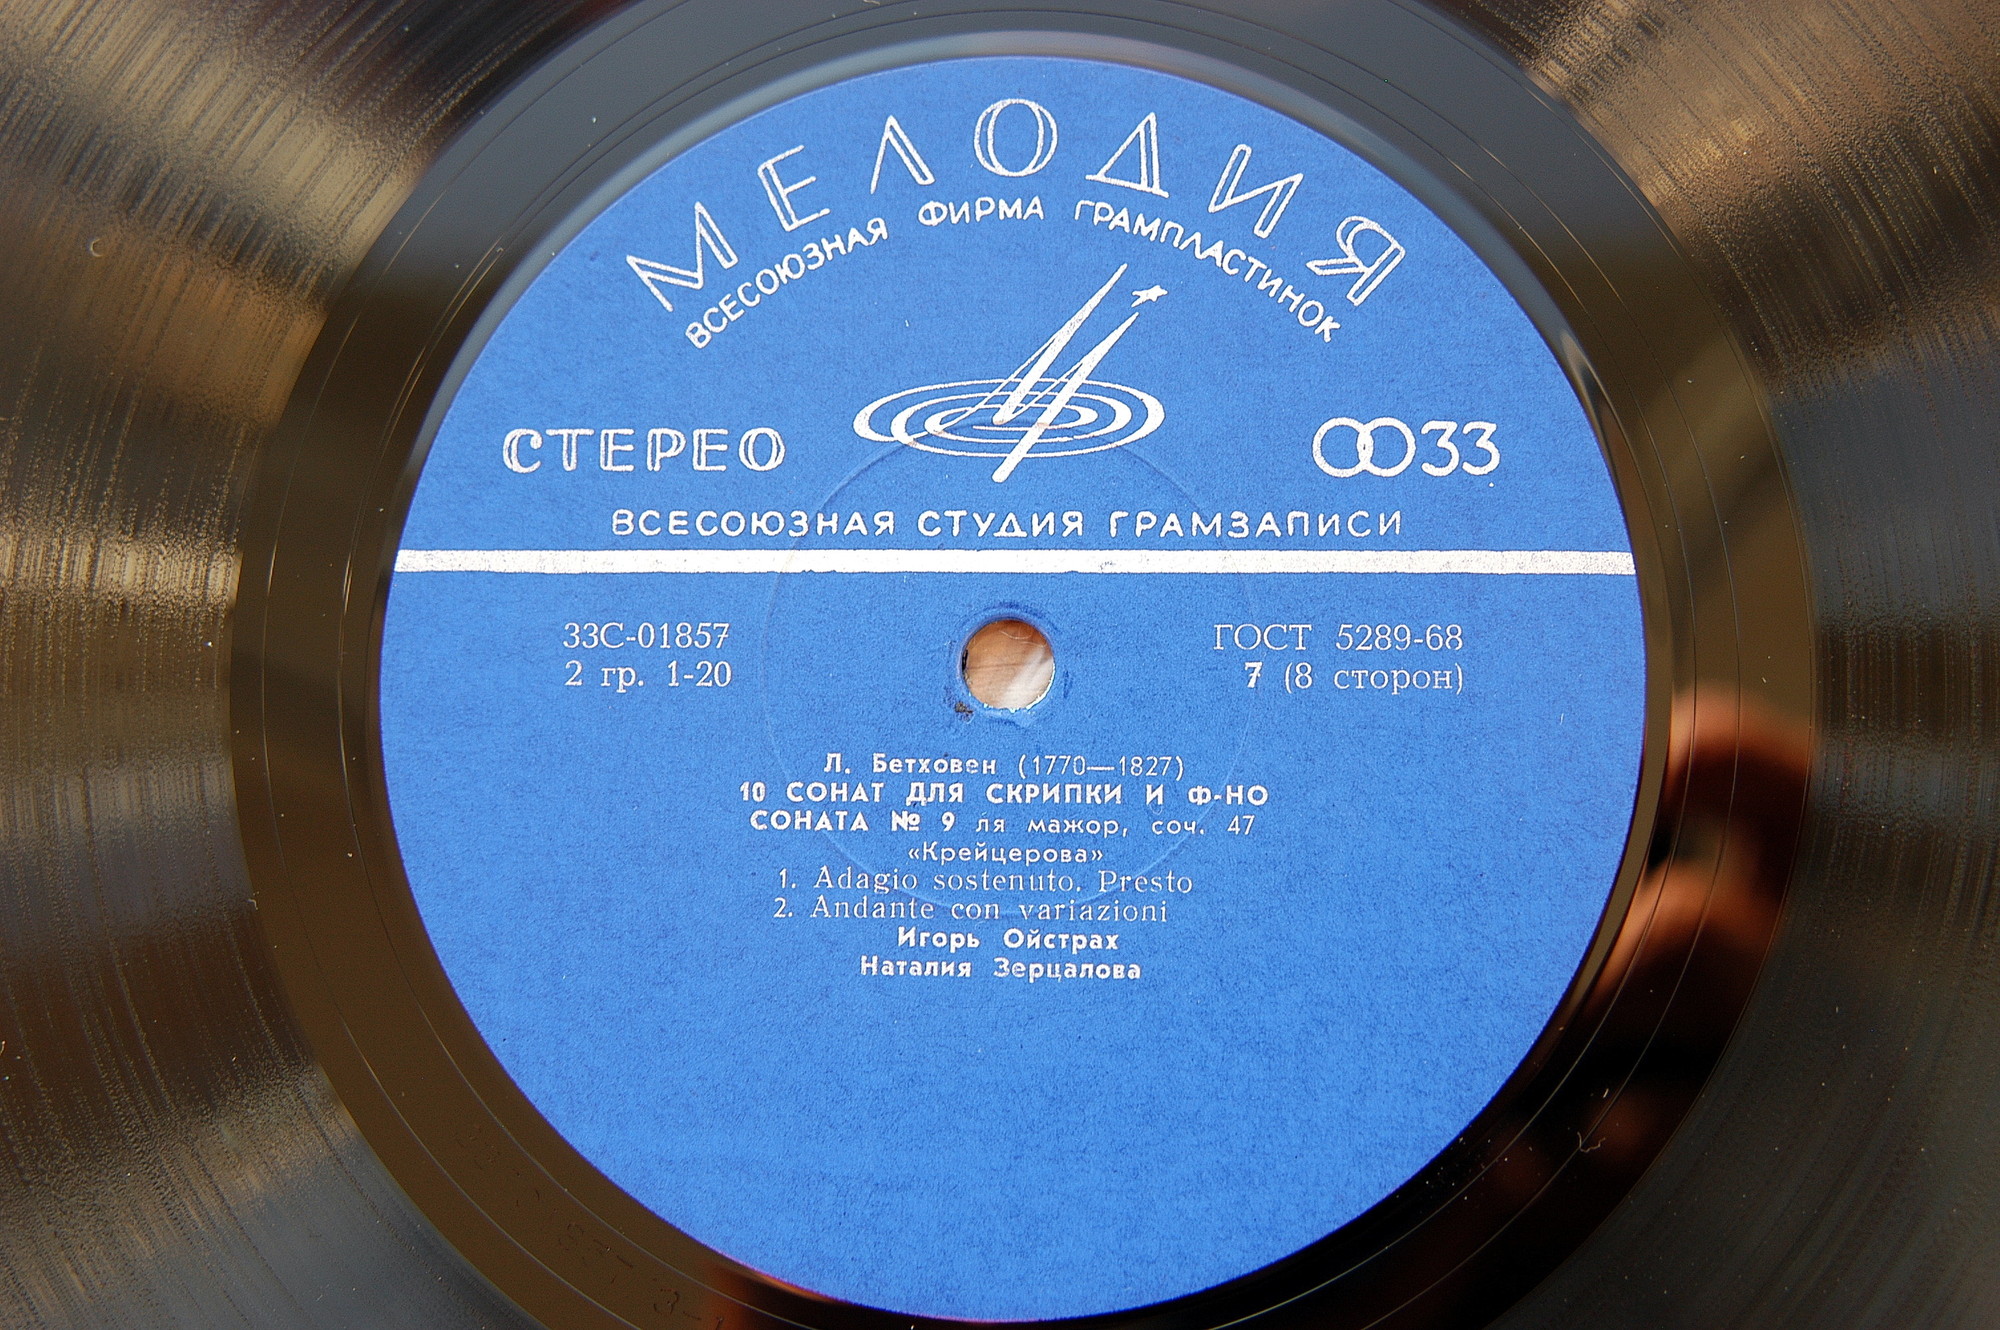 МЕЛОДИЯ
ВСЕСОЮЗНАЯ ФИРМА ГРАМПЛАСТИНОК
СТЕРЕО
33
ВСЕСОЮЗНАЯ СТУДИЯ ГРАМЗАПИСИ
33С-01857
ГОСТ 5289-68
2 гр. 1-20
7 (8 сторон)
Л. Бетховен (1770—1827)
10 СОНАТ ДЛЯ СКРИПКИ И Ф-НО
СОНАТА № 9 ля мажор, соч. 47
«Крейцерова»
1. Adagio sostenuto. Presto
2. Andante con variazioni
Игорь Ойстрах
Наталия Зерцалова